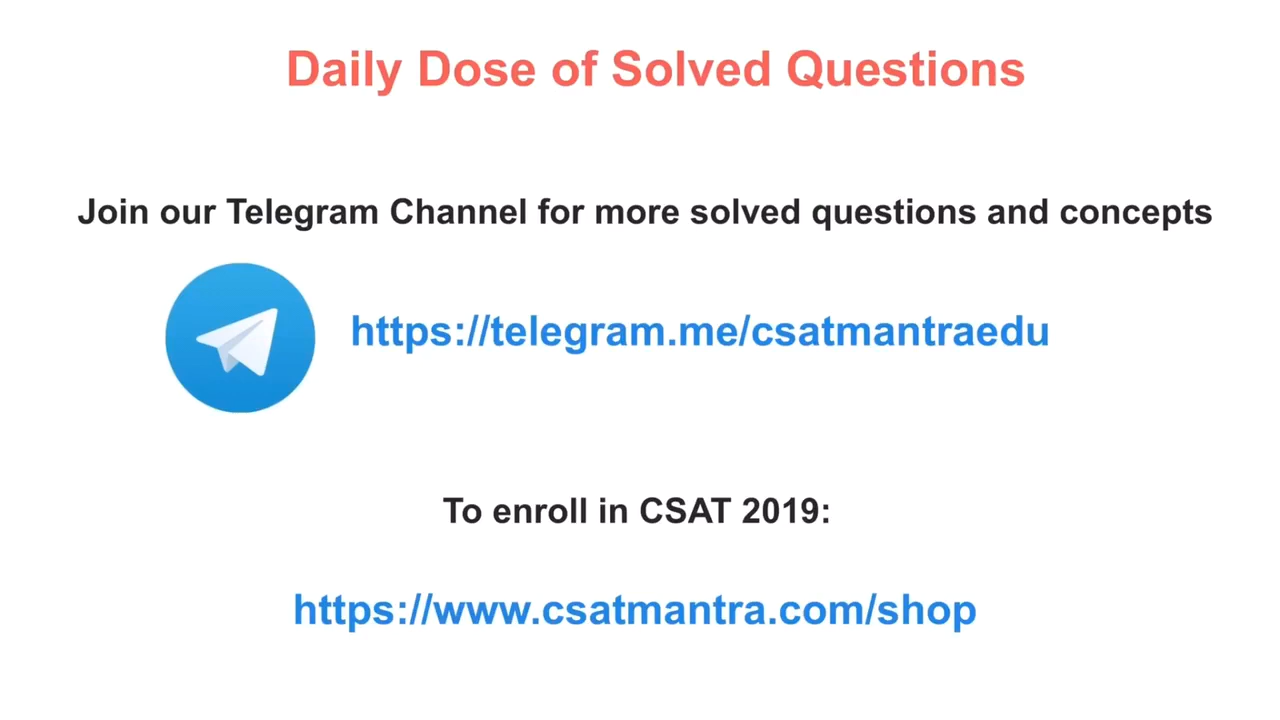 Daily Dose of Solved Questions
Join our Telegram Channel for more solved questions and concepts
https://telegram.me/csatmantraedu
To enroll in CSAT 2019:
https://www.csatmantra.com/shop